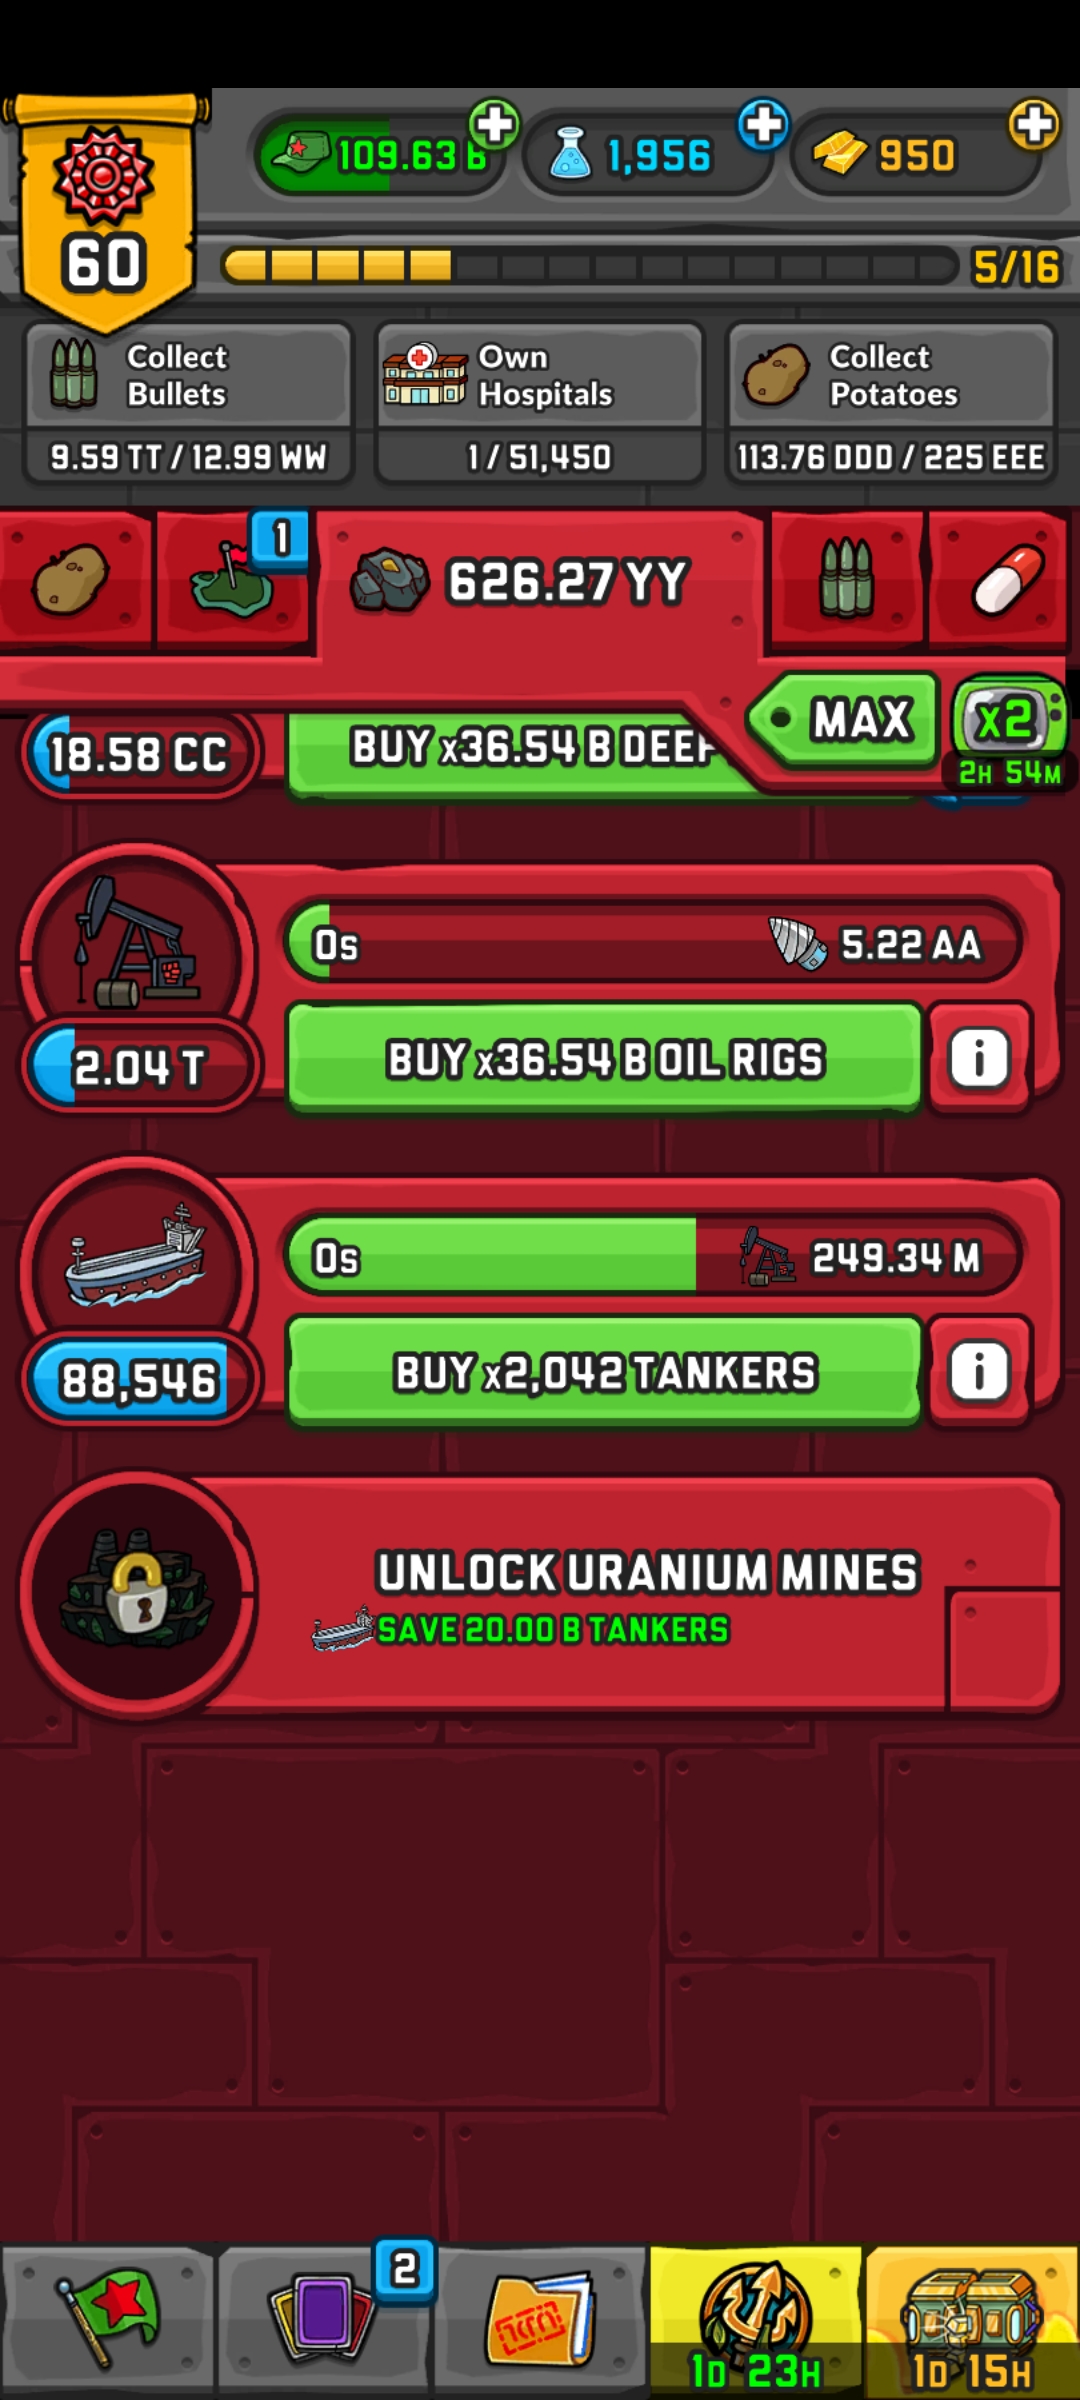 109.63 B
1,956
950
60
5/16
Collect
Bullets
9.59 TT / 12.99 WW
Own
Hospitals
1 / 51,450
Collect
Potatoes
113.76 DDD / 225 EEE
1
626.27 YY
MAX
x2
2H 54M
18.58 CC
BUY x36.54 B DEEP
0s
5.22 AA
2.04 T
BUY x36.54 B OIL RIGS
i
0s
249.34 M
88,546
BUY x2,042 TANKERS
i
UNLOCK URANIUM MINES
SAVE 20.00 B TANKERS
2
1D 23H
1D 15H